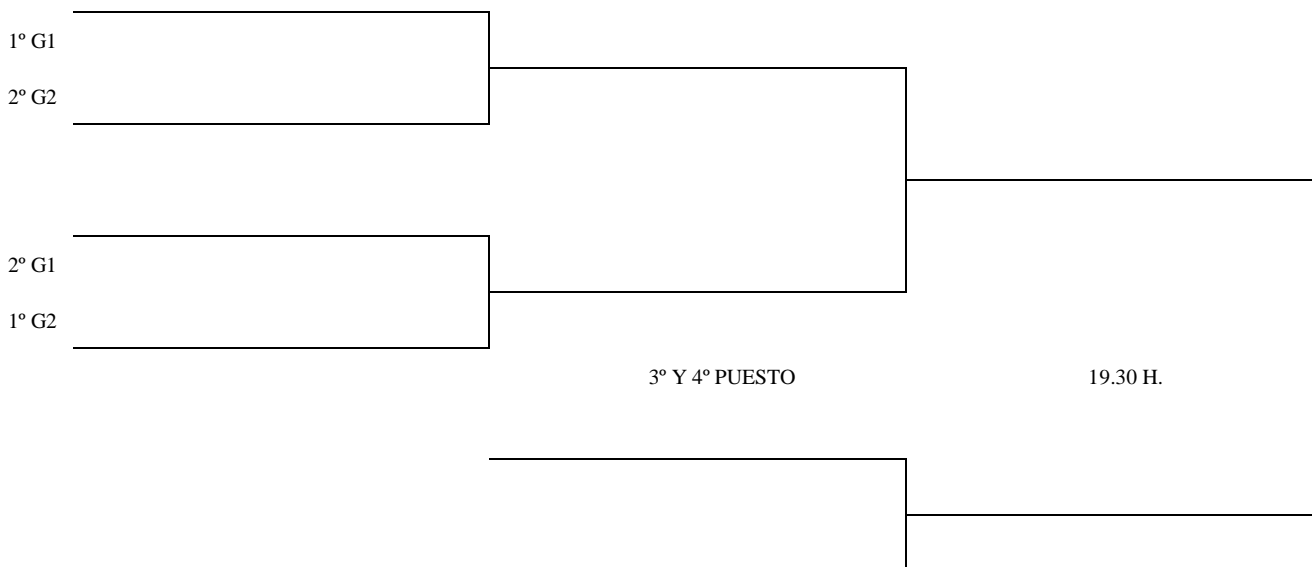 1º G1
2º G2
2º G1
1º G2
3º Y 4º PUESTO 19.30 H.